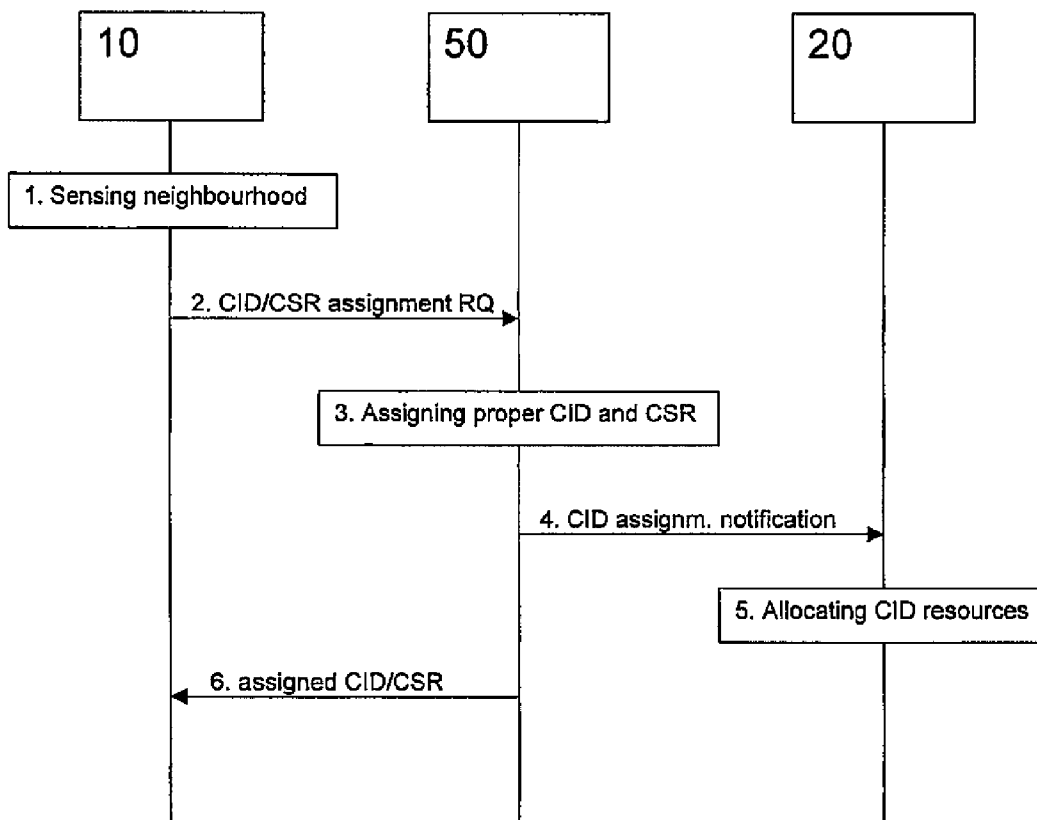 10
50
20
1. Sensing neighbourhood
2. CID/CSR assignment RQ
3. Assigning proper CID and CSR
4. CID assignm. notification
5. Allocating CID resources
6. assigned CID/CSR